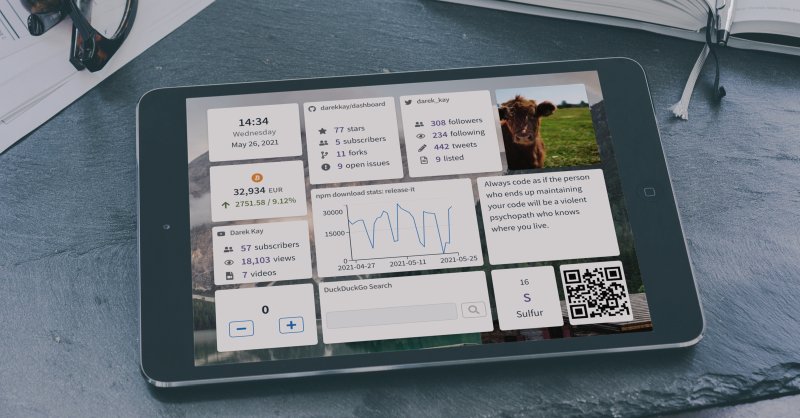 14:34
Wednesday
May 26, 2021
darekkay/dashboard
77 stars
5 subscribers
11 forks
9 open issues
darek_kay
308 followers
234 following
442 tweets
9 listed
32,934 EUR
2751.58 / 9.12%
npm download stats: release-it
30000
15000
0
2021-04-27
2021-05-11
2021-05-25
Always code as if the person
who ends up maintaining
your code will be a violent
psychopath who knows
where you live.
Darek Kay
57 subscribers
18,103 views
7 videos
0
− +
DuckDuckGo Search
16
S
Sulfur